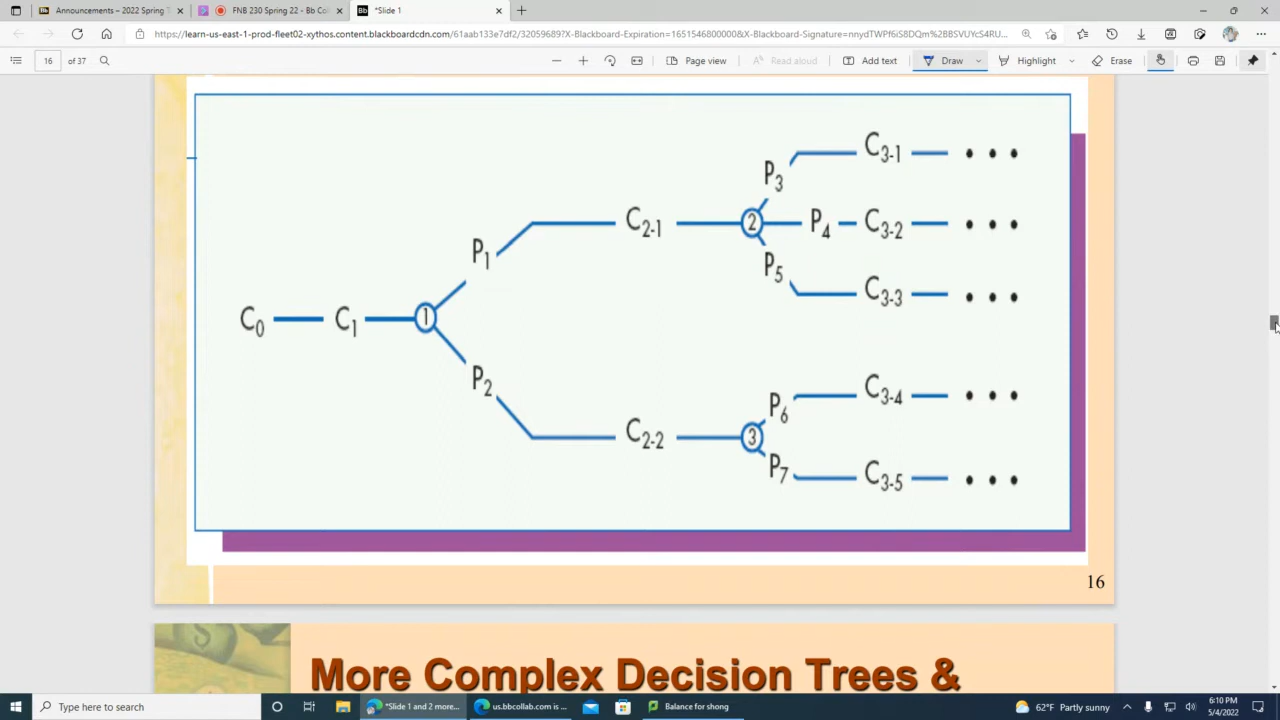 Announcements – 2022 Spring T
FNB 230 Spring 22 - Bb Col
*Slide 1
https://learn-us-east-1-prod-fleet02-xythos.content.blackboardcdn.com/61aab133e7df2/32059689?X-Blackboard-Expiration=1651546800000&X-Blackboard-Signature=
16 of 37
Page view
Read aloud
Add text
Draw
Highlight
Erase
C3-1
P3
C2-1
2
P4
C3-2
P1
P5
C3-3
C0
C1
1
P2
C3-4
P6
C2-2
3
P7
C3-5
16
More Complex Decision Trees &
Type here to search
*Slide 1 and 2 more...
us.bbcollab.com is ...
Balance for shong
62°F Partly sunny
6:10 PM
5/4/2022